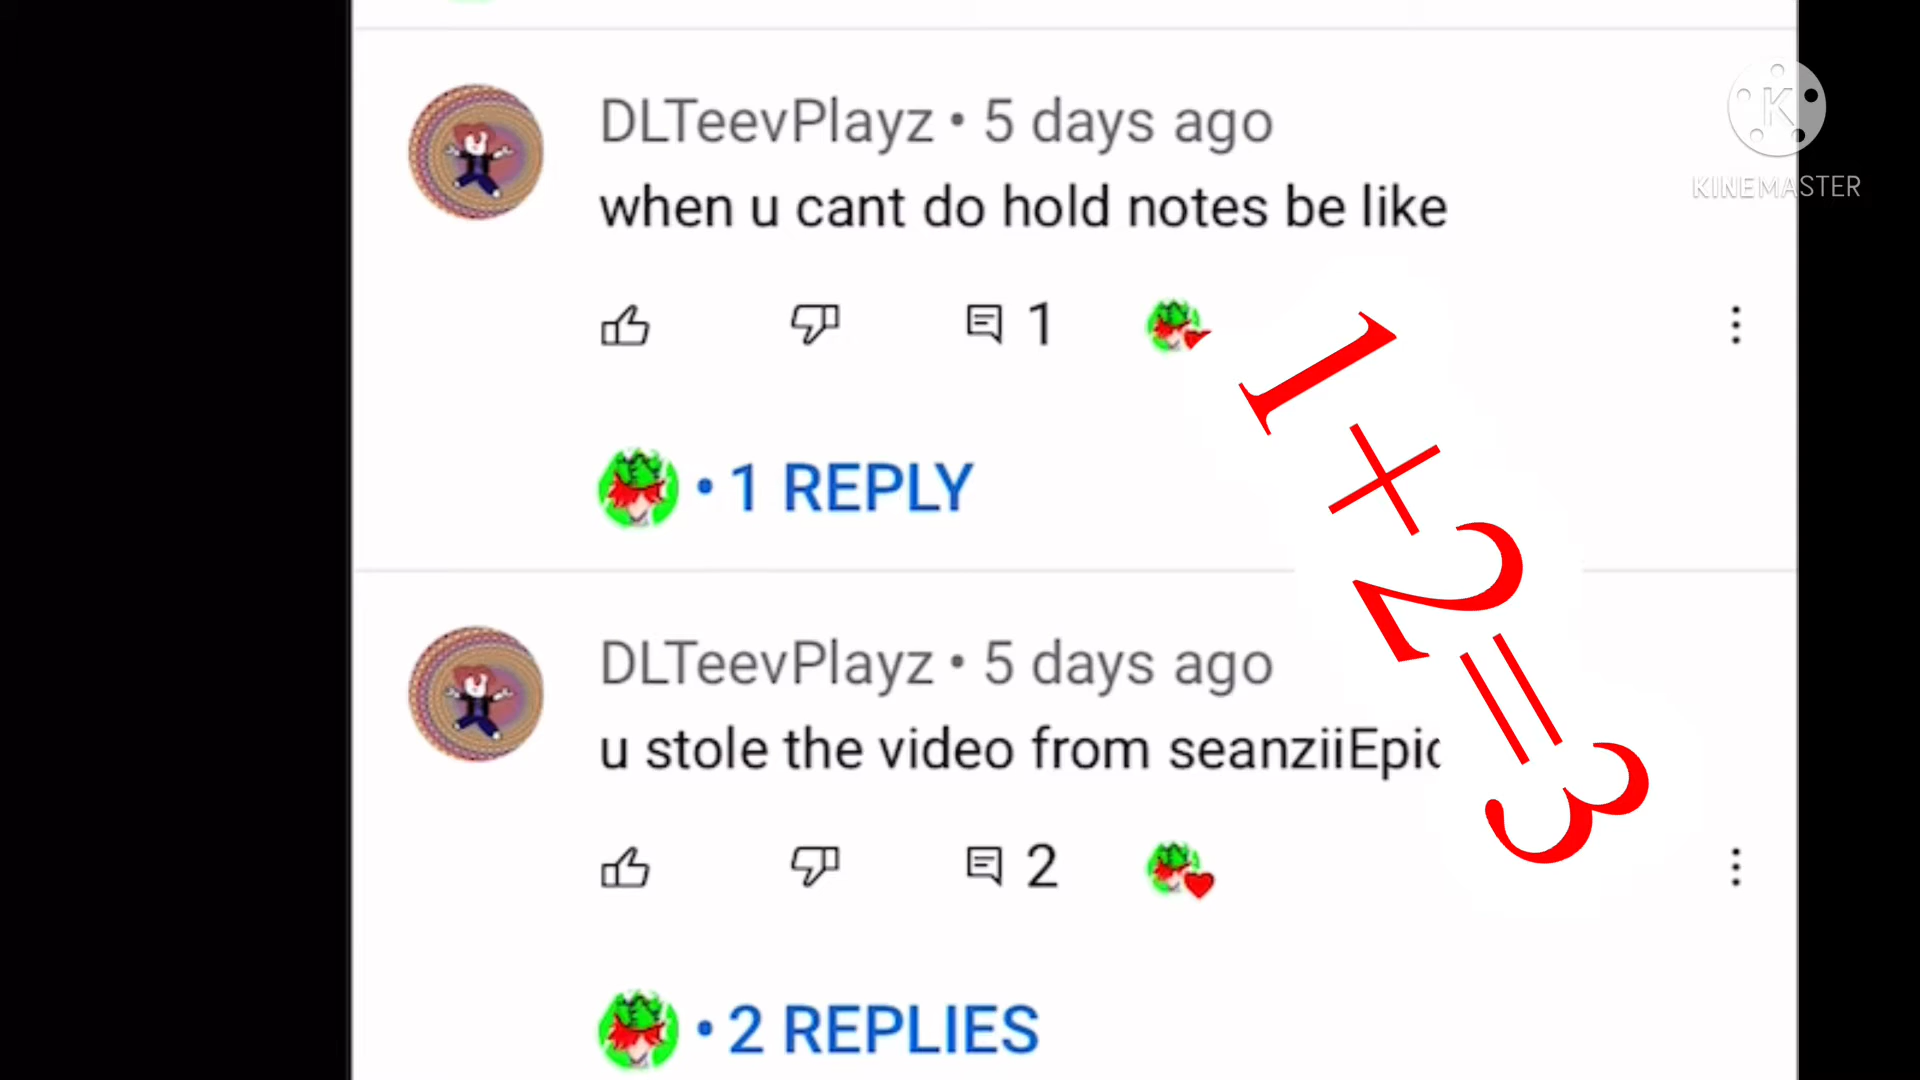 DLTeevPlayz • 5 days ago
when u cant do hold notes be like
1
• 1 REPLY
1+2=3
DLTeevPlayz • 5 days ago
u stole the video from seanziiEpic
2
• 2 REPLIES
K
KINEMASTER